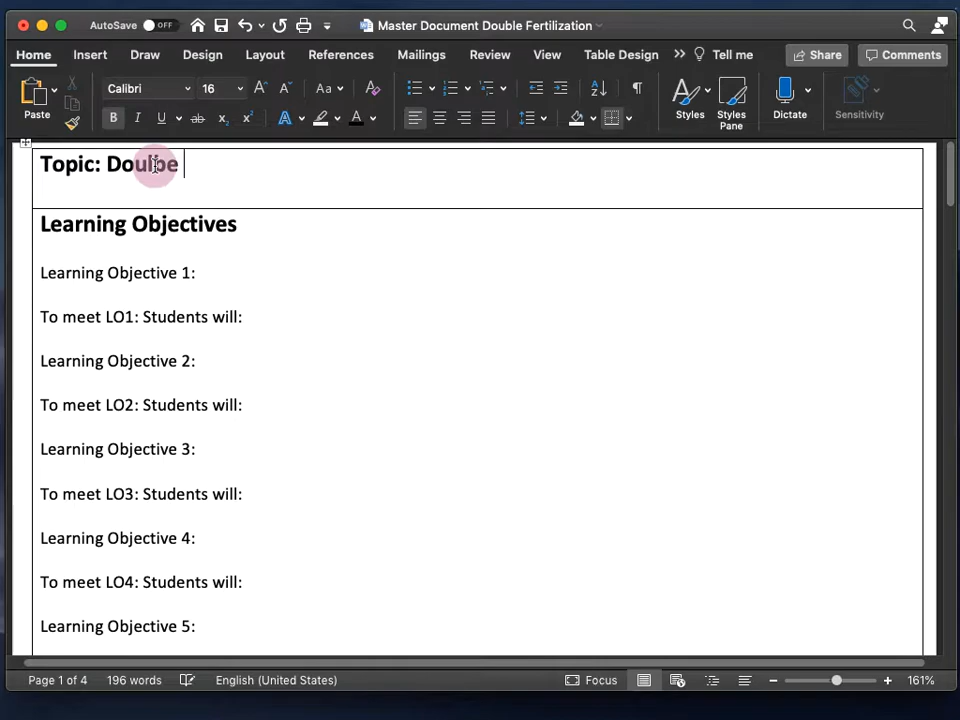 AutoSave OFF Master Document Double Fertilization
Home Insert Draw Design Layout References Mailings Review View Table Design Tell me Share Comments
Paste Calibri 16 Aa Styles Styles Pane Dictate Sensitivity
Topic: Doulbe
Learning Objectives
Learning Objective 1:
To meet LO1: Students will:
Learning Objective 2:
To meet LO2: Students will:
Learning Objective 3:
To meet LO3: Students will:
Learning Objective 4:
To meet LO4: Students will:
Learning Objective 5:
Page 1 of 4 196 words English (United States) Focus 161%